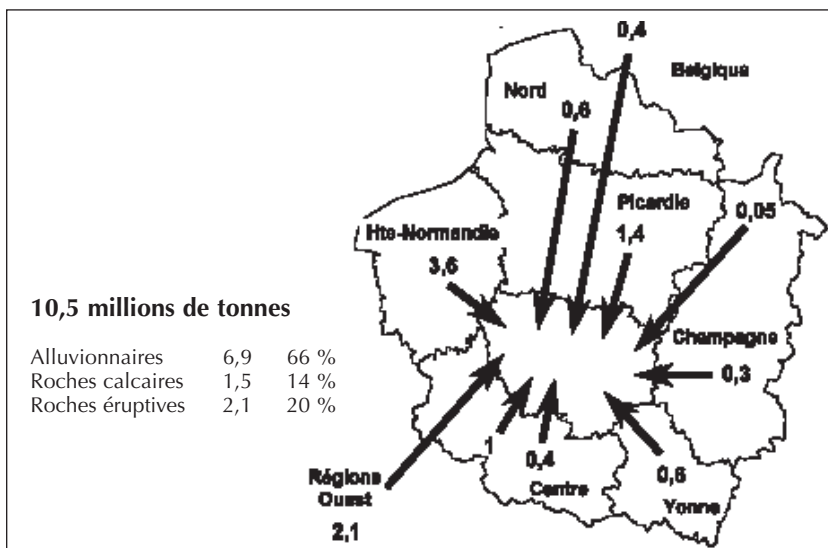 0,4
Belgique
Nord
0,6
Picardie
1,4
0,05
Hte-Normandie
3,6
10,5 millions de tonnes
Alluvionnaires 6,9 66 %
Roches calcaires 1,5 14 %
Roches éruptives 2,1 20 %
Champagne
0,3
1
0,4
Centre
0,6
Yonne
Régions
Ouest
2,1